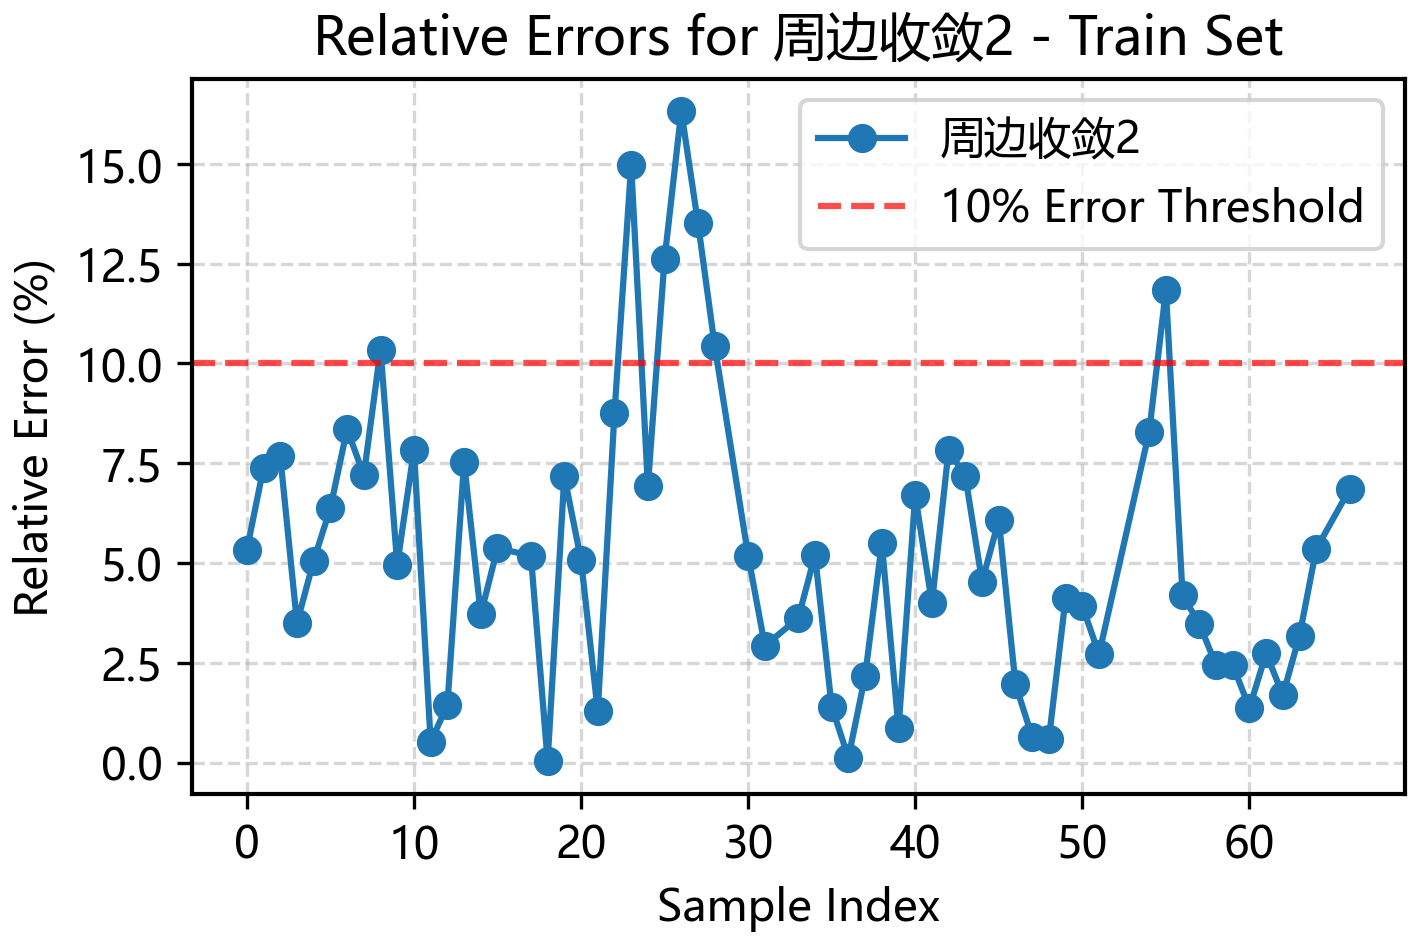 Relative Errors for 周边收敛2 - Train Set
周边收敛2
10% Error Threshold
Relative Error (%)
15.0
12.5
10.0
7.5
5.0
2.5
0.0
0 10 20 30 40 50 60
Sample Index